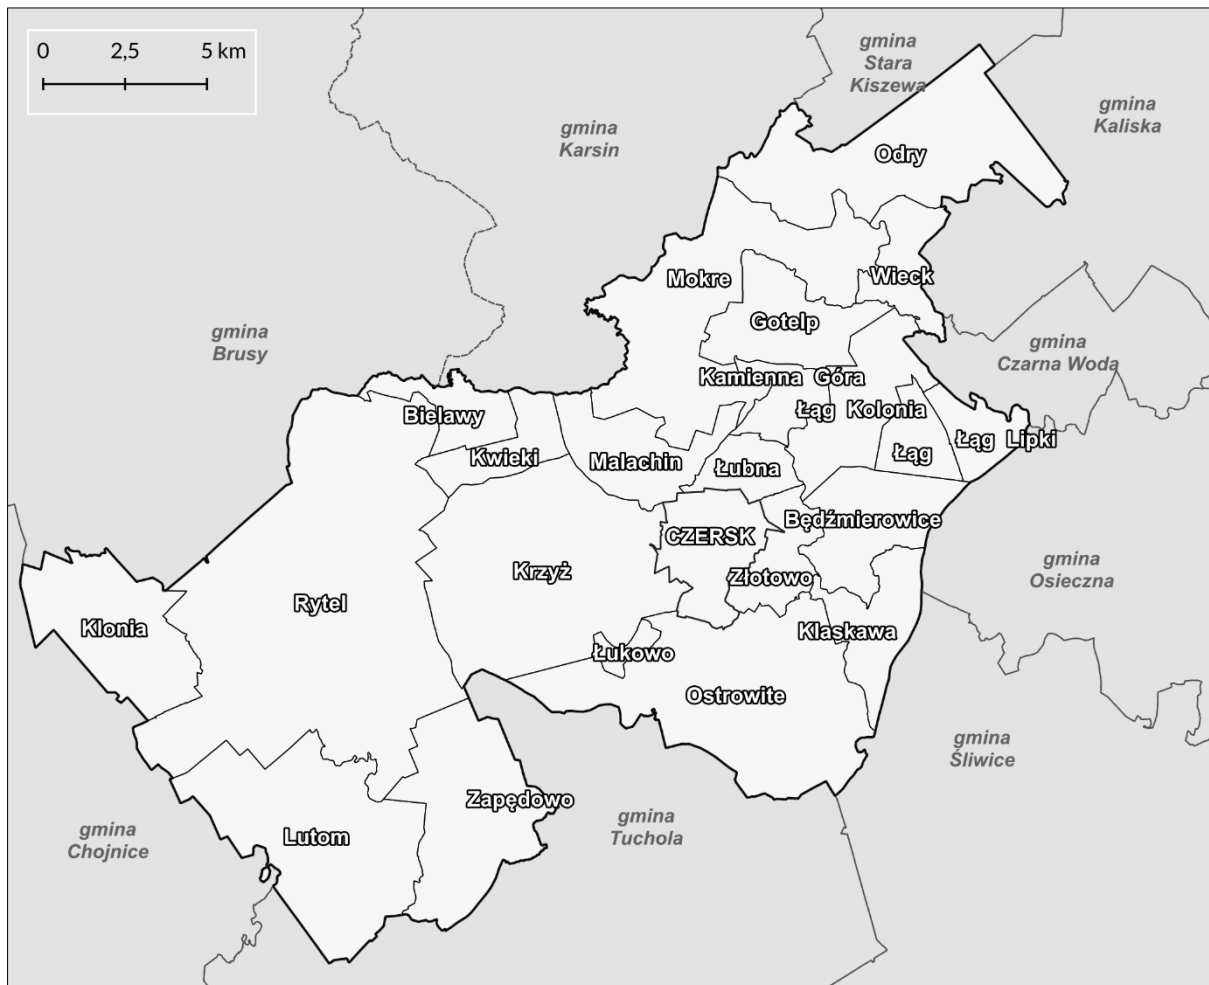 0 2,5 5 km
gmina
Stara
Kiszewa
gmina
Kaliska
gmina
Karsin
Odry
Mokre
Wieck
gmina
Brusy
Gotelp
gmina
Czarna Woda
Kamienna Góra
Bielawy
Łąg Kolonia
Kwieki
Malachin
Łubna
Łąg
Łąg Lipki
Będźmierowice
CZERSK
Krzyż
Złotowo
gmina
Osieczna
Rytel
Klonia
Klaskawa
Łukowo
Ostrowite
gmina
Śliwice
Zapędowo
gmina
Tuchola
Lutom
gmina
Chojnice